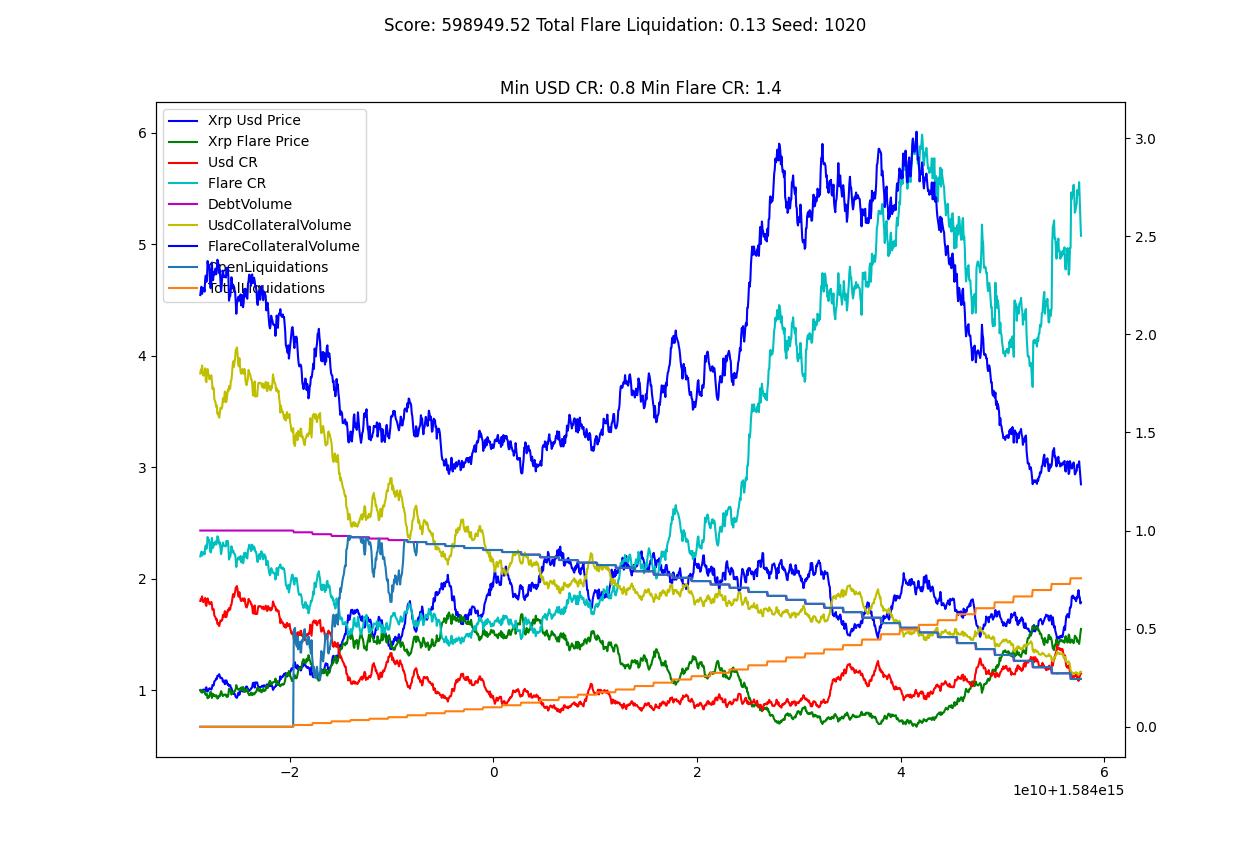 Score: 598949.52 Total Flare Liquidation: 0.13 Seed: 1020
Min USD CR: 0.8 Min Flare CR: 1.4
Xrp Usd Price
Xrp Flare Price
Usd CR
Flare CR
DebtVolume
UsdCollateralVolume
FlareCollateralVolume
OpenLiquidations
TotalLiquidations
6
5
4
3
2
1
3.0
2.5
2.0
1.5
1.0
0.5
0.0
−2
0
2
4
6
1e10+1.584e15